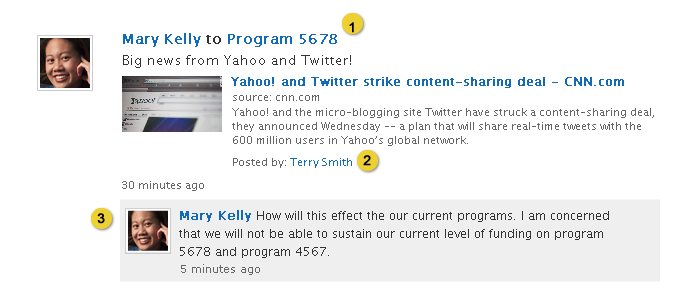 Mary Kelly to Program 5678 1
Big news from Yahoo and Twitter!
Yahoo! and Twitter strike content-sharing deal - CNN.com
source: cnn.com
Yahoo! and the micro-blogging site Twitter have struck a content-sharing deal,
they announced Wednesday -- a plan that will share real-time tweets with the
600 million users in Yahoo's global network.
Posted by: Terry Smith 2
30 minutes ago
3 Mary Kelly How will this effect the our current programs. I am concerned
that we will not be able to sustain our current level of funding on program
5678 and program 4567.
5 minutes ago